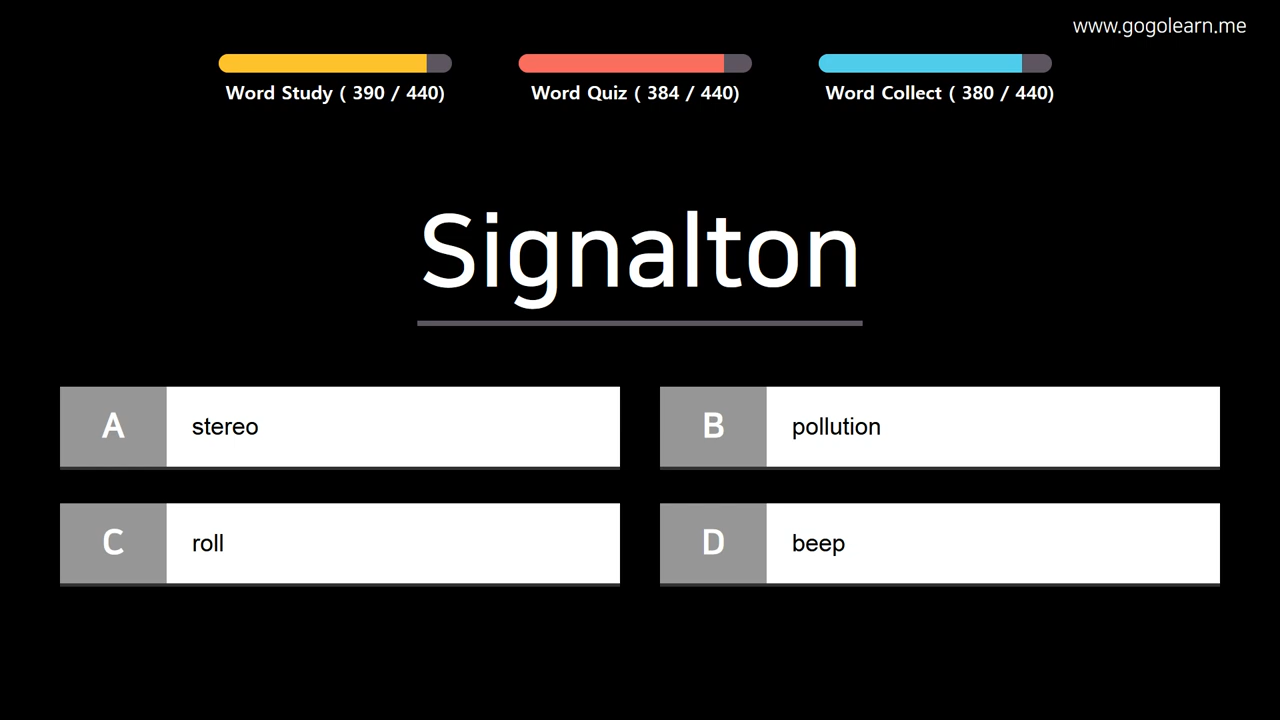 www.gogolearn.me
Word Study ( 390 / 440)
Word Quiz ( 384 / 440)
Word Collect ( 380 / 440)
Signalton
A stereo
B pollution
C roll
D beep